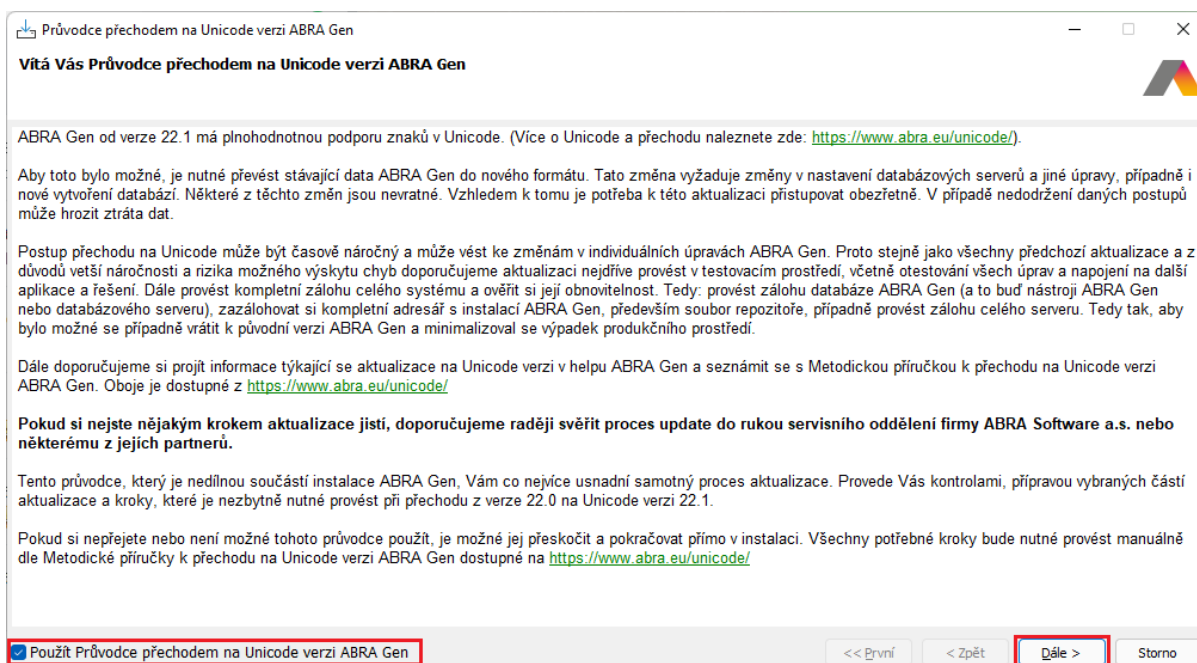 Průvodce přechodem na Unicode verzi ABRA Gen
Vítá Vás Průvodce přechodem na Unicode verzi ABRA Gen
ABRA Gen od verze 22.1 má plnohodnotnou podporu znaků v Unicode. (Více o Unicode a přechodu naleznete zde: https://www.abra.eu/unicode/).
Aby toto bylo možné, je nutné převést stávající data ABRA Gen do nového formátu. Tato změna vyžaduje změny v nastavení databázových serverů a jiné úpravy, případně i
nové vytvoření databází. Některé z těchto změn jsou nevratné. Vzhledem k tomu je potřeba k této aktualizaci přistupovat obezřetně. V případě nedodržení daných postupů
může hrozit ztráta dat.
Postup přechodu na Unicode může být časově náročný a může vést ke změnám v individuálních úpravách ABRA Gen. Proto stejně jako všechny předchozí aktualizace a z
důvodů vetší náročnosti a rizika možného výskytu chyb doporučujeme aktualizaci nejdříve provést v testovacím prostředí, včetně otestování všech úprav a napojení na další
aplikace a řešení. Dále provést kompletní zálohu celého systému a ověřit si její obnovitelnost. Tedy: provést zálohu databáze ABRA Gen (a to buď nástroji ABRA Gen
nebo databázového serveru), zazálohovat si kompletní adresář s instalací ABRA Gen, především soubor repozitoře, případně provést zálohu celého serveru. Tedy tak, aby
bylo možné se případně vrátit k původní verzi ABRA Gen a minimalizoval se výpadek produkčního prostředí.
Dále doporučujeme si projít informace týkající se aktualizace na Unicode verzi v helpu ABRA Gen a seznámit se s Metodickou příručkou k přechodu na Unicode verzi
ABRA Gen. Oboje je dostupné z https://www.abra.eu/unicode/
Pokud si nejste nějakým krokem aktualizace jistí, doporučujeme raději svěřit proces update do rukou servisního oddělení firmy ABRA Software a.s. nebo
některému z jejích partnerů.
Tento průvodce, který je nedílnou součástí instalace ABRA Gen, Vám co nejvíce usnadní samotný proces aktualizace. Provede Vás kontrolami, přípravou vybraných částí
aktualizace a kroky, které je nezbytně nutné provést při přechodu z verze 22.0 na Unicode verzi 22.1.
Pokud si nepřejete nebo není možné tohoto průvodce použít, je možné jej přeskočit a pokračovat přímo v instalaci. Všechny potřebné kroky bude nutné provést manuálně
dle Metodické příručky k přechodu na Unicode verzi ABRA Gen dostupné na https://www.abra.eu/unicode/
Použít Průvodce přechodem na Unicode verzi ABRA Gen << První < Zpět Dále > Storno